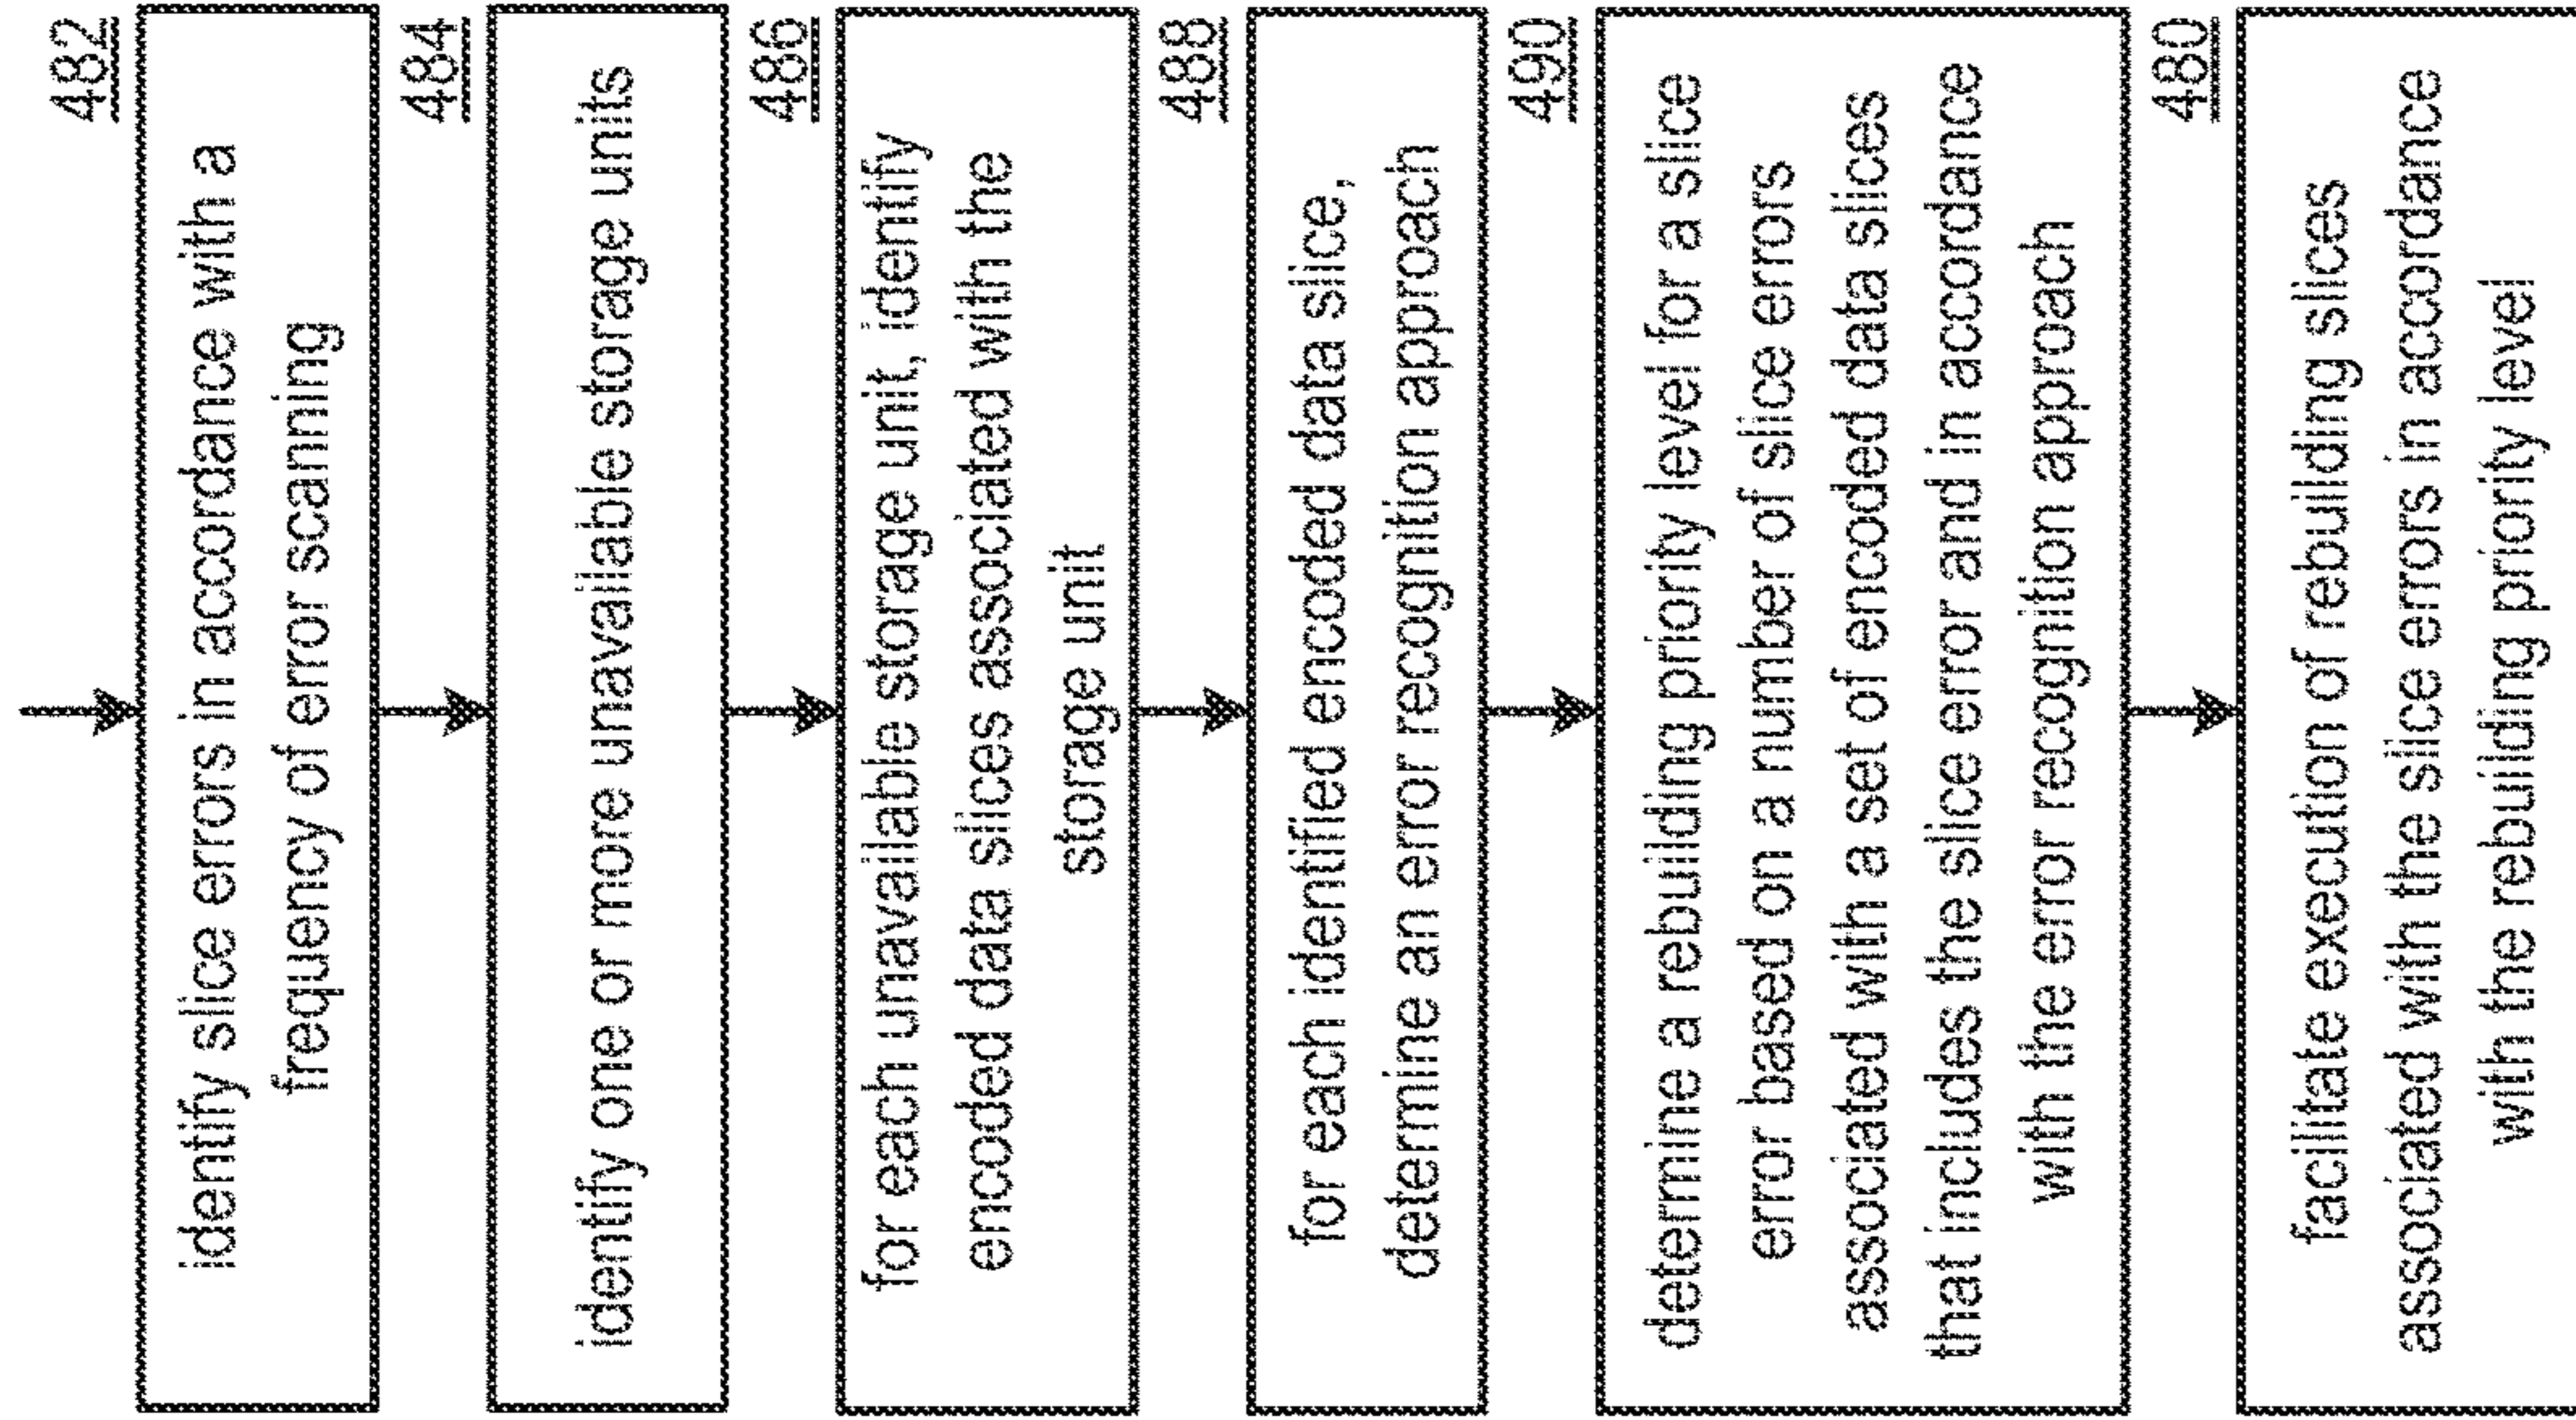 482
identify slice errors in accordance with a
frequency of error scanning
484
identify one or more unavailable storage units
486
for each unavailable storage unit, identify
encoded data slices associated with the
storage unit
488
for each identified encoded data slice,
determine an error recognition approach
490
determine a rebuilding priority level for a slice
error based on a number of slice errors
associated with a set of encoded data slices
that includes the slice error and in accordance
with the error recognition approach
480
facilitate execution of rebuilding slices
associated with the slice errors in accordance
with the rebuilding priority level